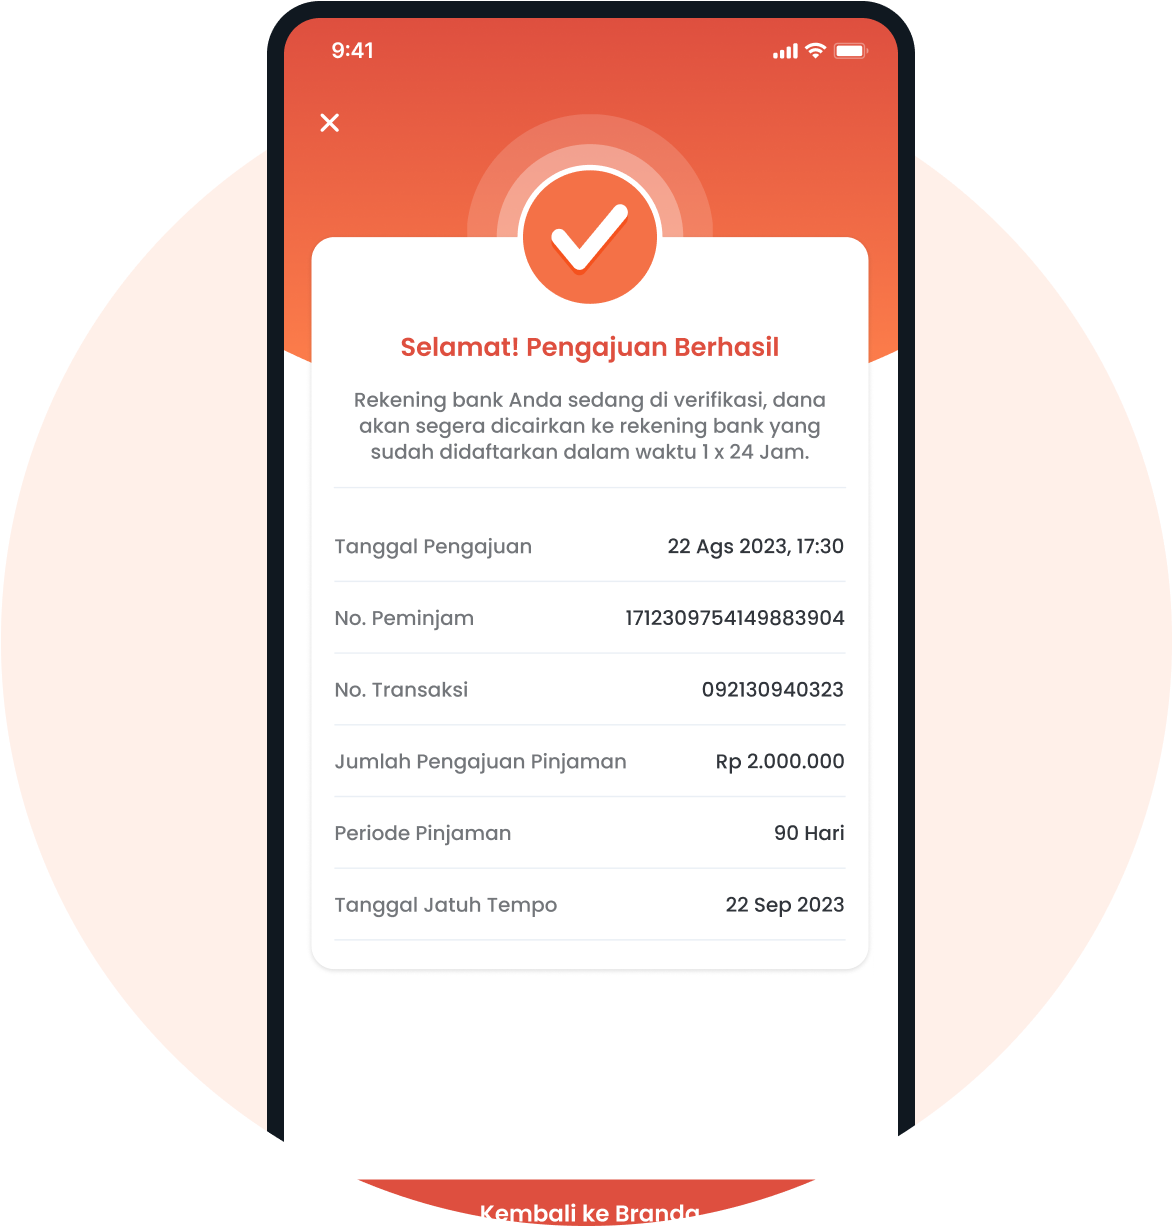 9:41
Selamat! Pengajuan Berhasil
Rekening bank Anda sedang di verifikasi, dana
akan segera dicairkan ke rekening bank yang
sudah didaftarkan dalam waktu 1 x 24 Jam.
Tanggal Pengajuan 22 Ags 2023, 17:30
No. Peminjam 1712309754149883904
No. Transaksi 092130940323
Jumlah Pengajuan Pinjaman Rp 2.000.000
Periode Pinjaman 90 Hari
Tanggal Jatuh Tempo 22 Sep 2023
Kembali ke Branda